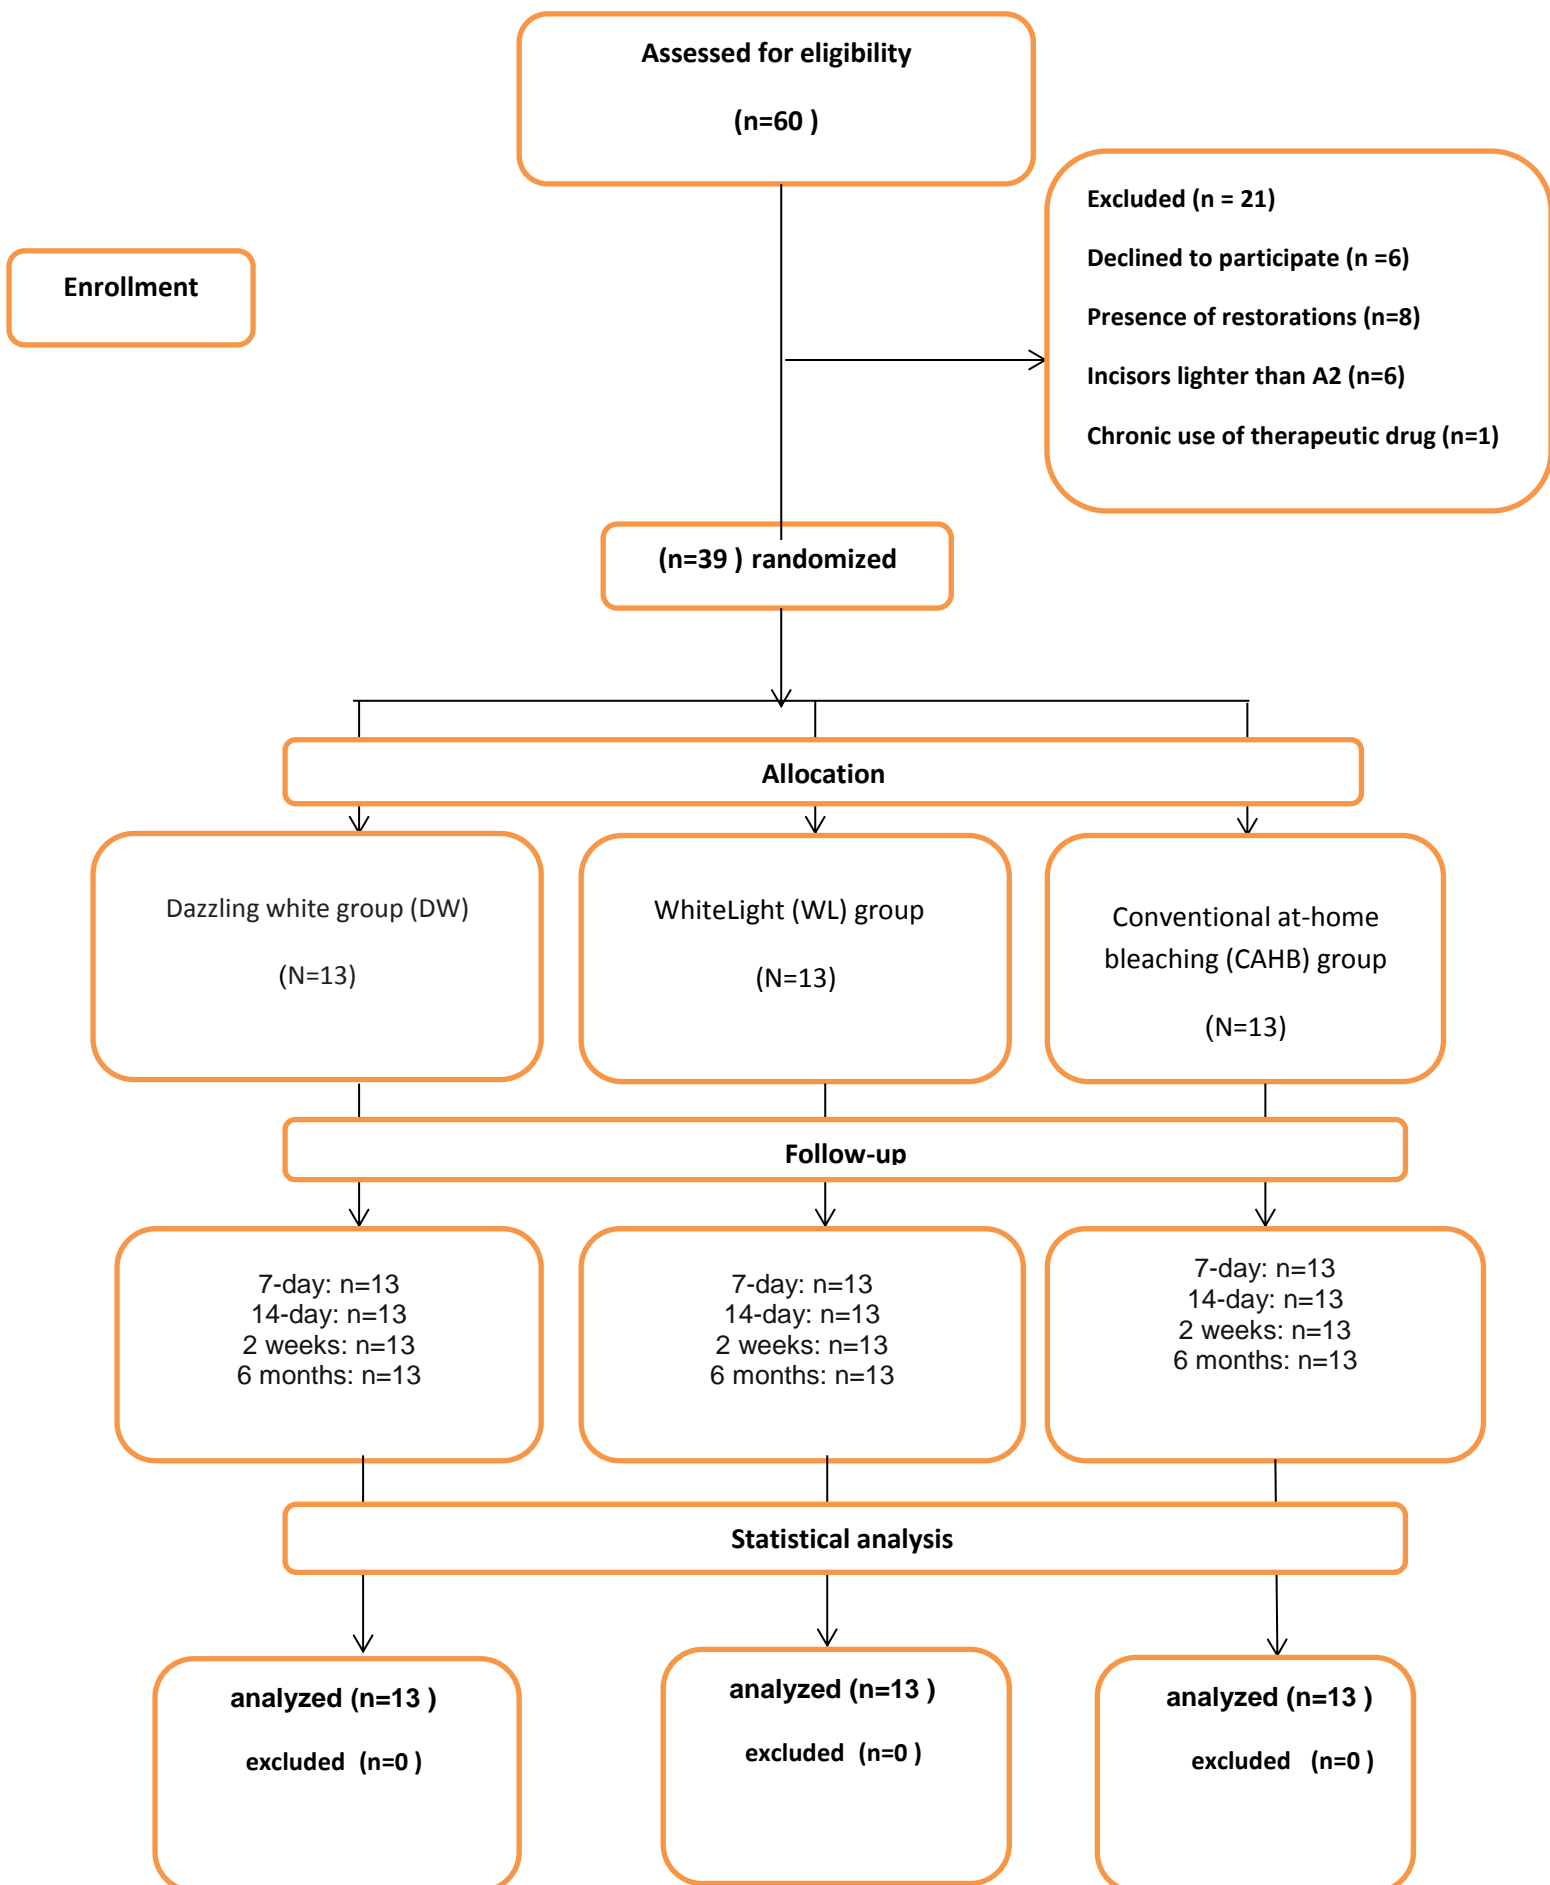 Assessed for eligibility
(n=60 )
Excluded (n = 21)
Declined to participate (n =6)
Presence of restorations (n=8)
Incisors lighter than A2 (n=6)
Chronic use of therapeutic drug (n=1)
Enrollment
(n=39 ) randomized
Allocation
Dazzling white group (DW)
(N=13)
WhiteLight (WL) group
(N=13)
Conventional at-home
bleaching (CAHB) group
(N=13)
Follow-up
7-day: n=13
14-day: n=13
2 weeks: n=13
6 months: n=13
7-day: n=13
14-day: n=13
2 weeks: n=13
6 months: n=13
7-day: n=13
14-day: n=13
2 weeks: n=13
6 months: n=13
Statistical analysis
analyzed (n=13 )
excluded (n=0 )
analyzed (n=13 )
excluded (n=0 )
analyzed (n=13 )
excluded (n=0 )